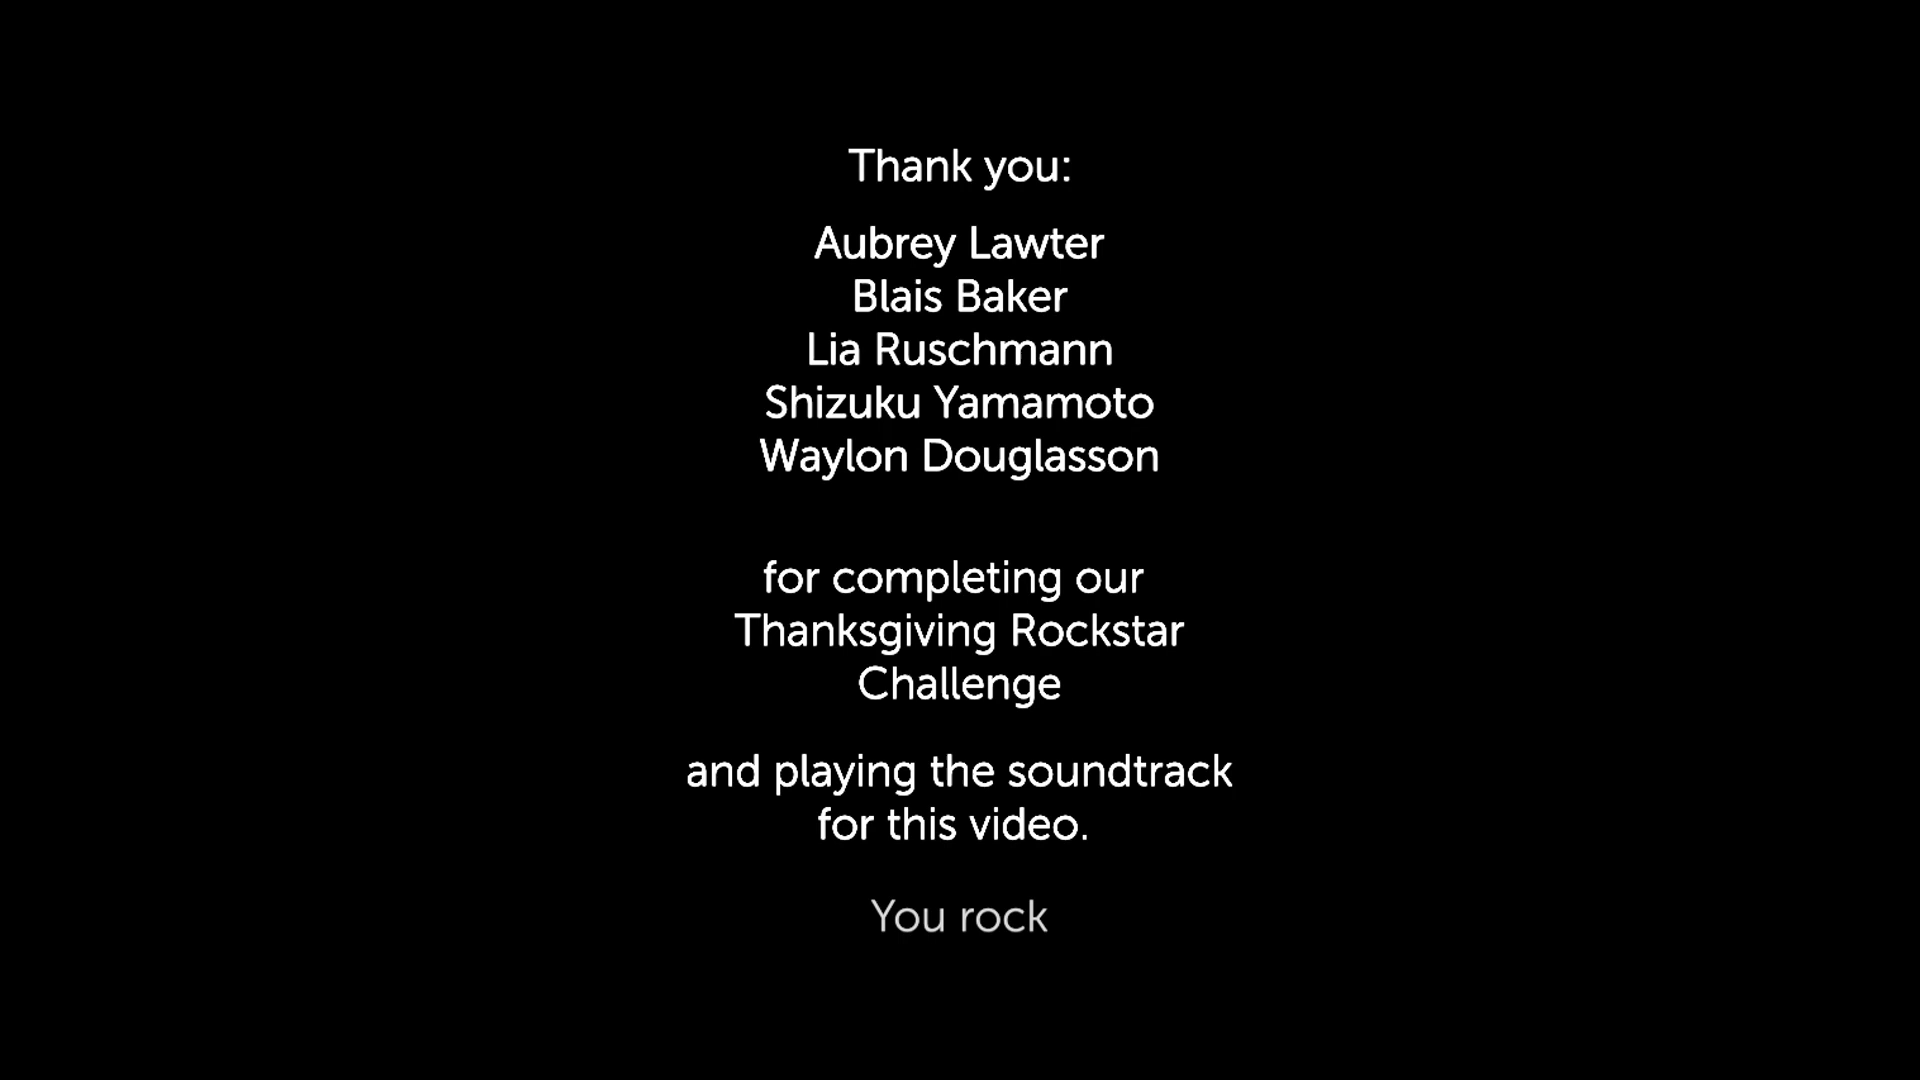 Thank you:
Aubrey Lawter
Blais Baker
Lia Ruschmann
Shizuku Yamamoto
Waylon Douglasson
for completing our
Thanksgiving Rockstar
Challenge
and playing the soundtrack
for this video.
You rock